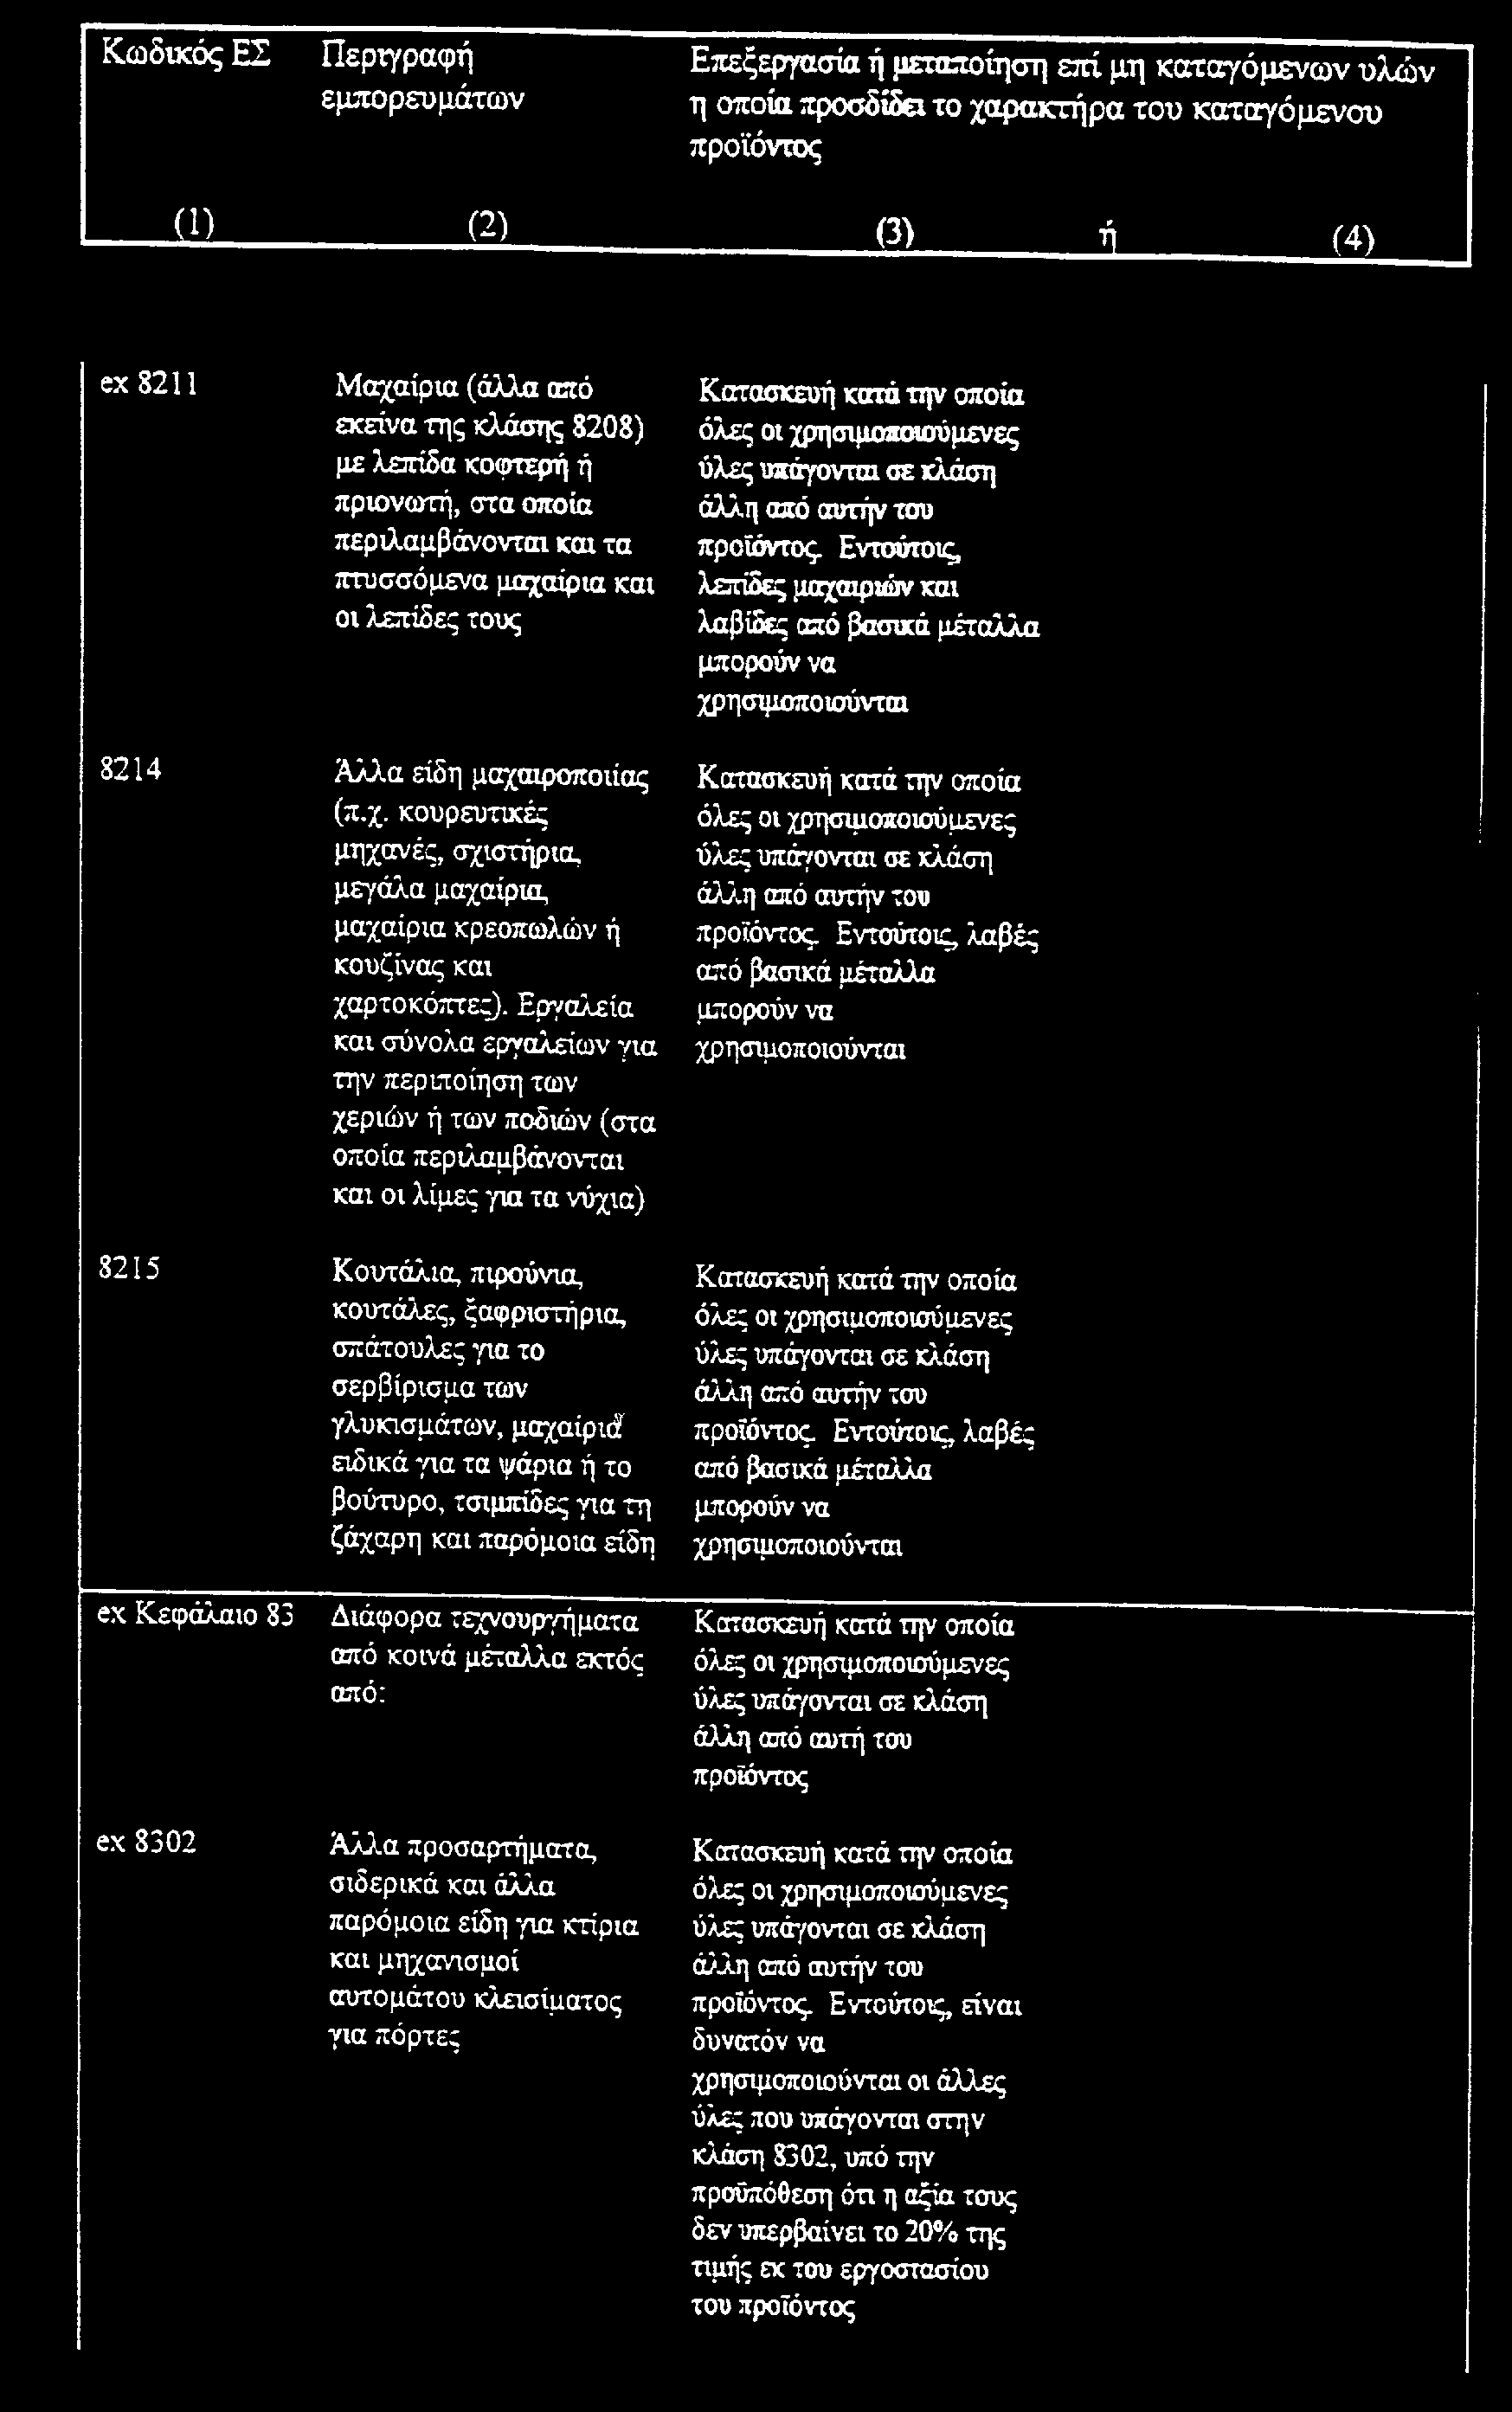 Κωδικός ΕΣ
Περιγραφή
εμπορευμάτων
Επεξεργασία ή μεταποίηση επί μη καταγόμενων υλών
η οποία προσδίδει το χαρακτήρα του καταγόμενου
προϊόντος
(1) (2) (3) ή (4)
ex 8211
Μαχαίρια (άλλα από
εκείνα της κλάσης 8208)
με λεπίδα κοφτερή ή
πριονωτή, στα οποία
περιλαμβάνονται και τα
πτυσσόμενα μαχαίρια και
οι λεπίδες τους
Κατασκευή κατά την οποία
όλες οι χρησιμοποιούμενες
ύλες υπάγονται σε κλάση
άλλη από αυτήν του
προϊόντος. Εντούτοις,
λεπίδες μαχαιριών και
λαβίδες από βασικά μέταλλα
μπορούν να
χρησιμοποιούνται
8214
Άλλα είδη μαχαιροποιίας
(π.χ. κουρευτικές
μηχανές, σχιστήρια,
μεγάλα μαχαίρια,
μαχαίρια κρεοπωλών ή
κουζίνας και
χαρτοκόπτες). Εργαλεία
και σύνολα εργαλείων για
την περιποίηση των
χεριών ή των ποδιών (στα
οποία περιλαμβάνονται
και οι λίμες για τα νύχια)
Κατασκευή κατά την οποία
όλες οι χρησιμοποιούμενες
ύλες υπάγονται σε κλάση
άλλη από αυτήν του
προϊόντος. Εντούτοις, λαβές
από βασικά μέταλλα
μπορούν να
χρησιμοποιούνται
8215
Κουτάλια, πιρούνια,
κουτάλες, ξαφριστήρια,
σπάτουλες για το
σερβίρισμα των
γλυκισμάτων, μαχαίρια
ειδικά για τα ψάρια ή το
βούτυρο, τσιμπίδες για τη
ζάχαρη και παρόμοια είδη
Κατασκευή κατά την οποία
όλες οι χρησιμοποιούμενες
ύλες υπάγονται σε κλάση
άλλη από αυτήν του
προϊόντος. Εντούτοις, λαβές
από βασικά μέταλλα
μπορούν να
χρησιμοποιούνται
ex Κεφάλαιο 83
Διάφορα τεχνουργήματα
από κοινά μέταλλα εκτός
από:
Κατασκευή κατά την οποία
όλες οι χρησιμοποιούμενες
ύλες υπάγονται σε κλάση
άλλη από αυτή του
προϊόντος
ex 8302
Άλλα προσαρτήματα,
σιδερικά και άλλα
παρόμοια είδη για κτίρια
και μηχανισμοί
αυτομάτου κλεισίματος
για πόρτες
Κατασκευή κατά την οποία
όλες οι χρησιμοποιούμενες
ύλες υπάγονται σε κλάση
άλλη από αυτήν του
προϊόντος. Εντούτοις, είναι
δυνατόν να
χρησιμοποιούνται οι άλλες
ύλες που υπάγονται στην
κλάση 8302, υπό την
προϋπόθεση ότι η αξία τους
δεν υπερβαίνει το 20% της
τιμής εκ του εργοστασίου
του προϊόντος